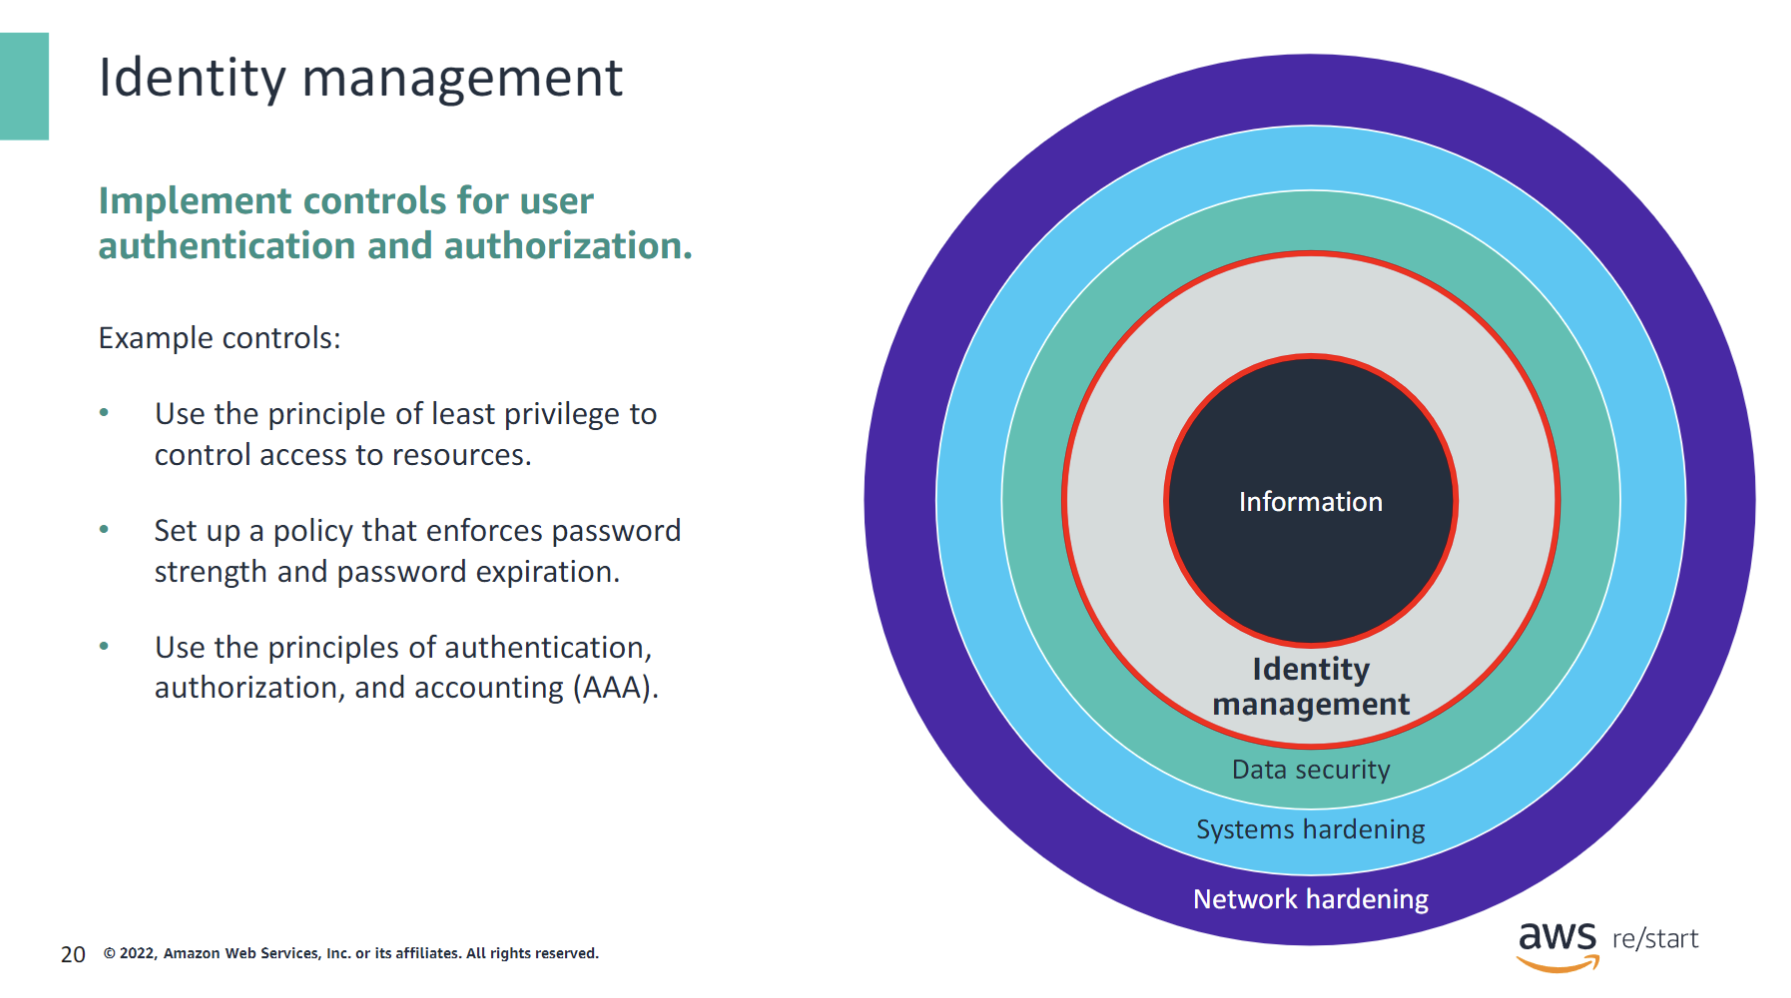 Identity management
Implement controls for user
authentication and authorization.
Example controls:
• Use the principle of least privilege to
control access to resources.
• Set up a policy that enforces password
strength and password expiration.
• Use the principles of authentication,
authorization, and accounting (AAA).
Information
Identity
management
Data security
Systems hardening
Network hardening
20 © 2022, Amazon Web Services, Inc. or its affiliates. All rights reserved.
aws re/start